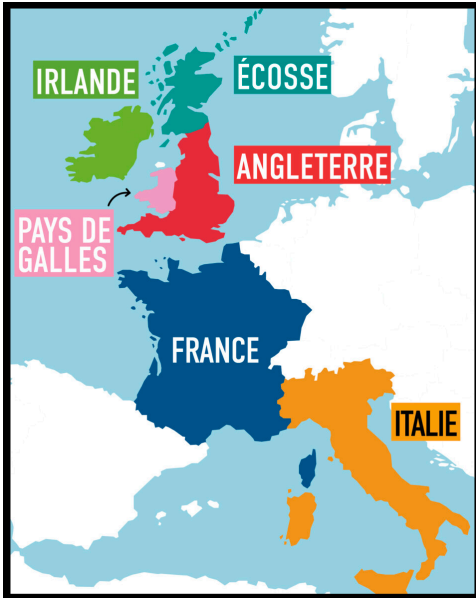 IRLANDE
ÉCOSSE
ANGLETERRE
PAYS DE
GALLES
FRANCE
ITALIE